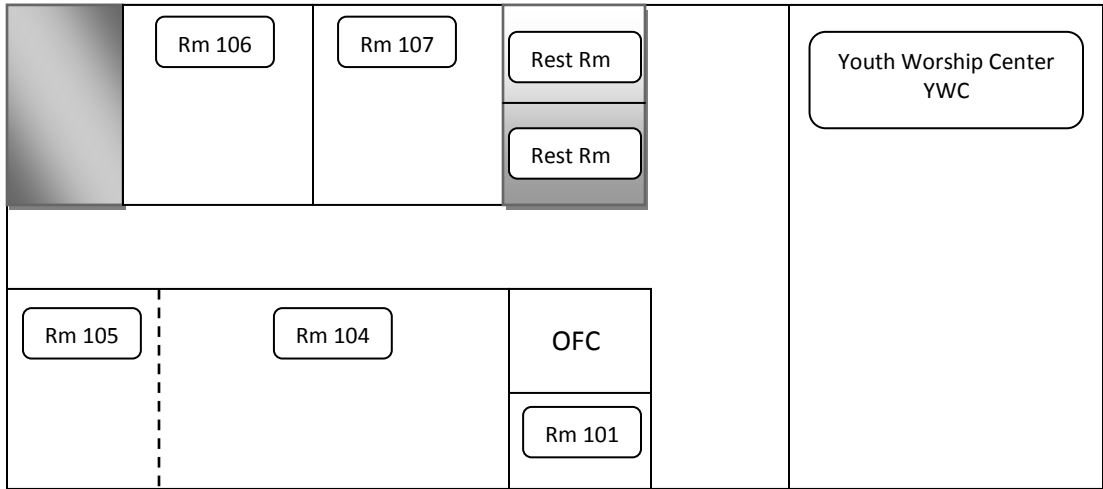 Rm 106
Rm 107
Rest Rm
Youth Worship Center
YWC
Rest Rm
Rm 105
Rm 104
OFC
Rm 101